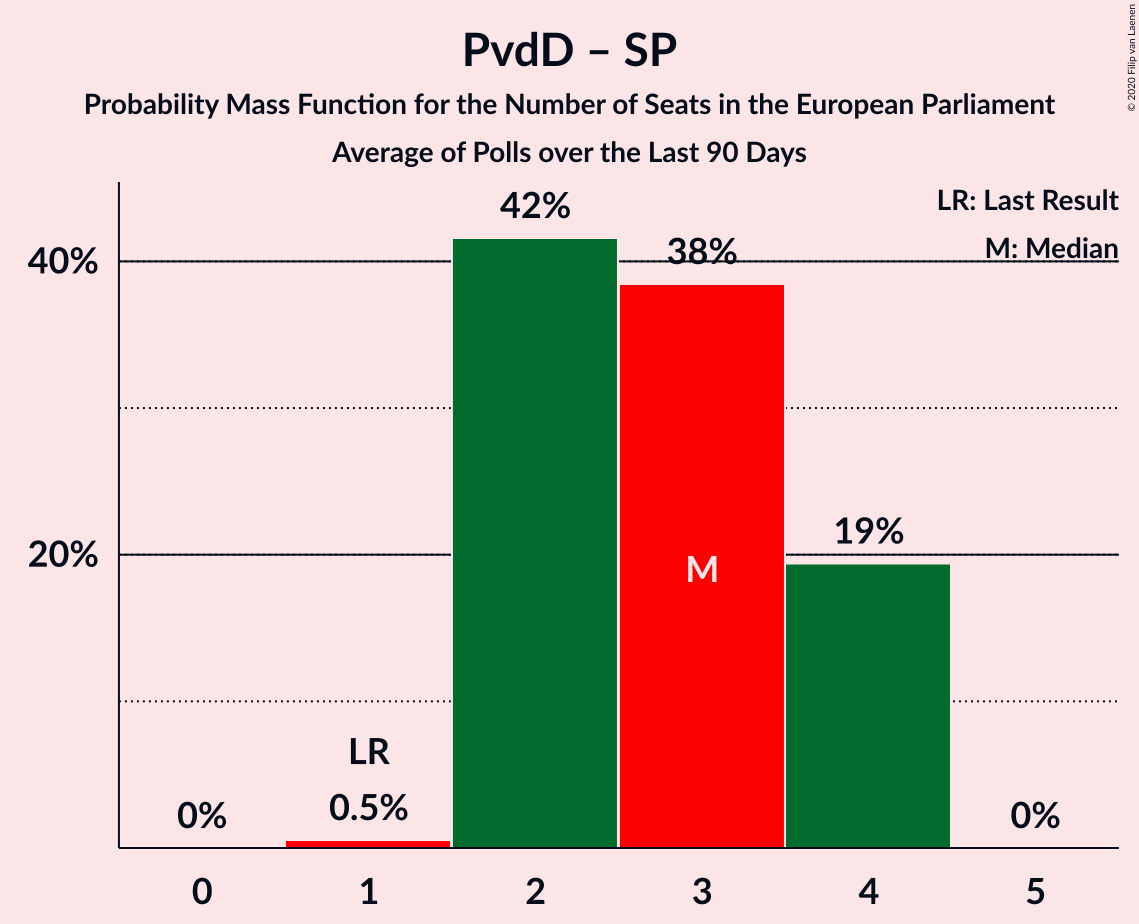 PvdD – SP
Probability Mass Function for the Number of Seats in the European Parliament
Average of Polls over the Last 90 Days
© 2020 Filip van Laenen
LR: Last Result
M: Median
40%
20%
0%
LR
0.5%
42%
38%
M
19%
0%
0 1 2 3 4 5